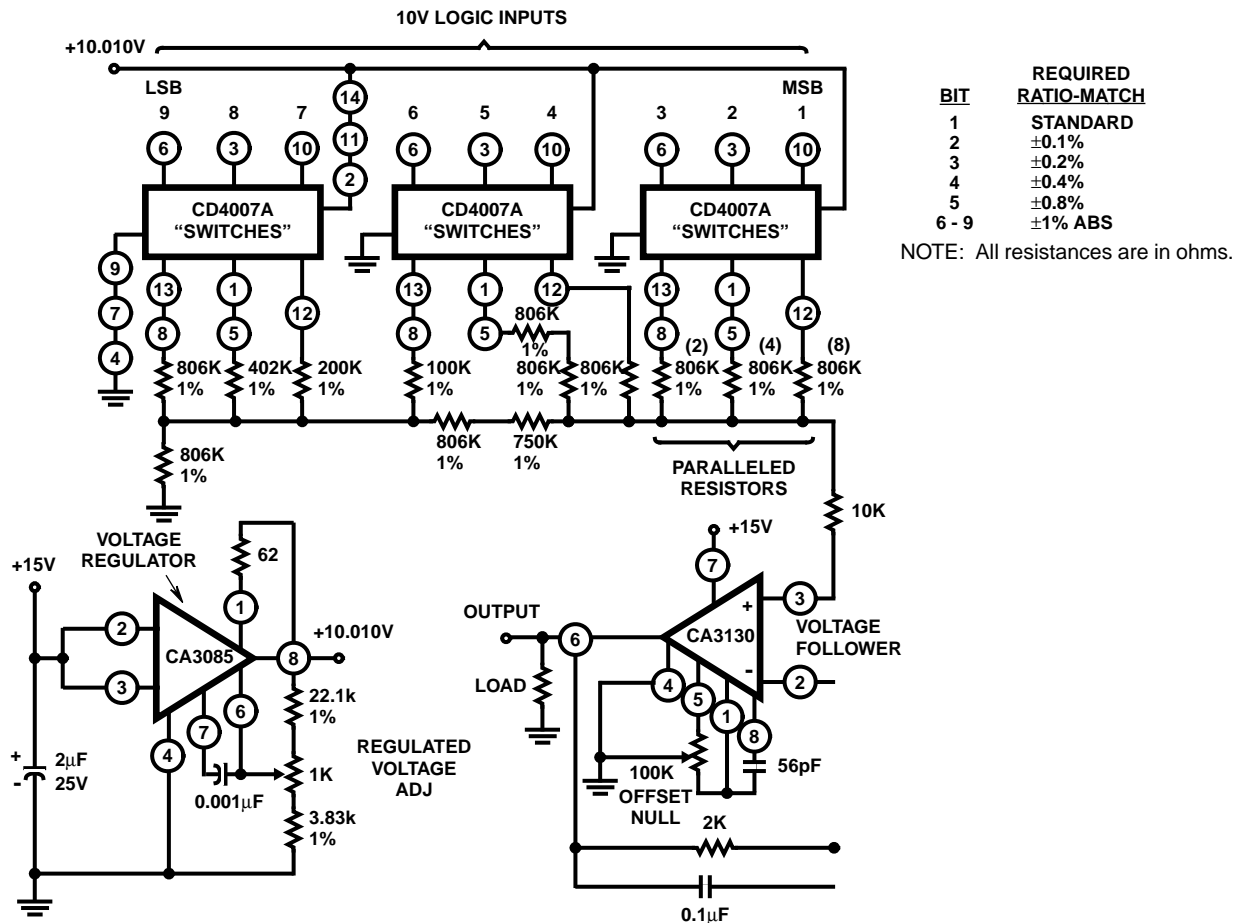 10V LOGIC INPUTS
+10.010V
LSB
MSB
9 8 7 6 5 4 3 2 1
14
11
2
6 3 10 6 3 10 6 3 10
CD4007A
“SWITCHES”
CD4007A
“SWITCHES”
CD4007A
“SWITCHES”
9
7
4
13 1 12 13 1 12 13 1 12
8 5 8 5 8 5
806K
1%
402K
1%
200K
1%
100K
1%
806K
1%
806K
1%
806K
1%
(2)
806K
1%
(4)
806K
1%
(8)
806K
1%
806K
1%
750K
1%
806K
1%
PARALLELED
RESISTORS
10K
BIT
REQUIRED
RATIO-MATCH
1 STANDARD
2 ±0.1%
3 ±0.2%
4 ±0.4%
5 ±0.8%
6 - 9 ±1% ABS
NOTE: All resistances are in ohms.
VOLTAGE
REGULATOR
+15V
62
1
2
3
CA3085
8
+10.010V
4
7
6
22.1k
1%
1K
3.83k
1%
0.001μF
+
-
2μF
25V
REGULATED
VOLTAGE
ADJ
+15V
7
OUTPUT
6
CA3130
+
-
3
2
VOLTAGE
FOLLOWER
LOAD
4
5
1
8
100K
OFFSET
NULL
56pF
2K
0.1μF